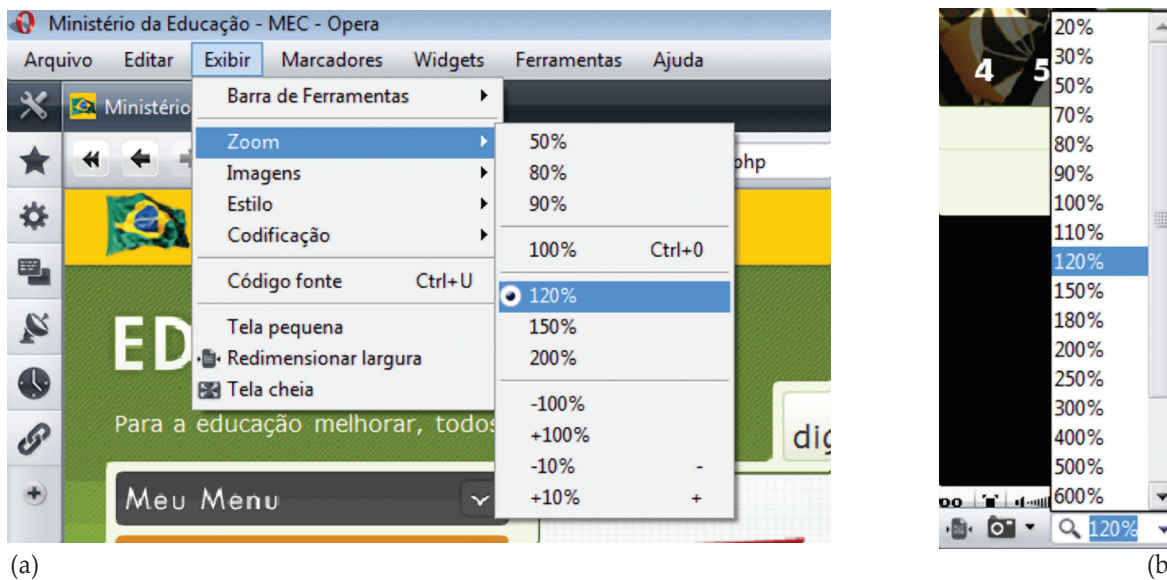 Ministério da Educação - MEC - Opera
Arquivo Editar Exibir Marcadores Widgets Ferramentas Ajuda
Ministério
Barra de Ferramentas
Zoom
Imagens
Estilo
Codificação
Código fonte Ctrl+U
Tela pequena
Redimensionar largura
Tela cheia
50%
80%
90%
100% Ctrl+0
120%
150%
200%
-100%
+100%
-10% -
+10% +
php
ED
Para a educação melhorar, todos
dig
Meu Menu
(a)
4 5
20%
30%
50%
70%
80%
90%
100%
110%
120%
150%
180%
200%
250%
300%
400%
500%
600%
120%
(b